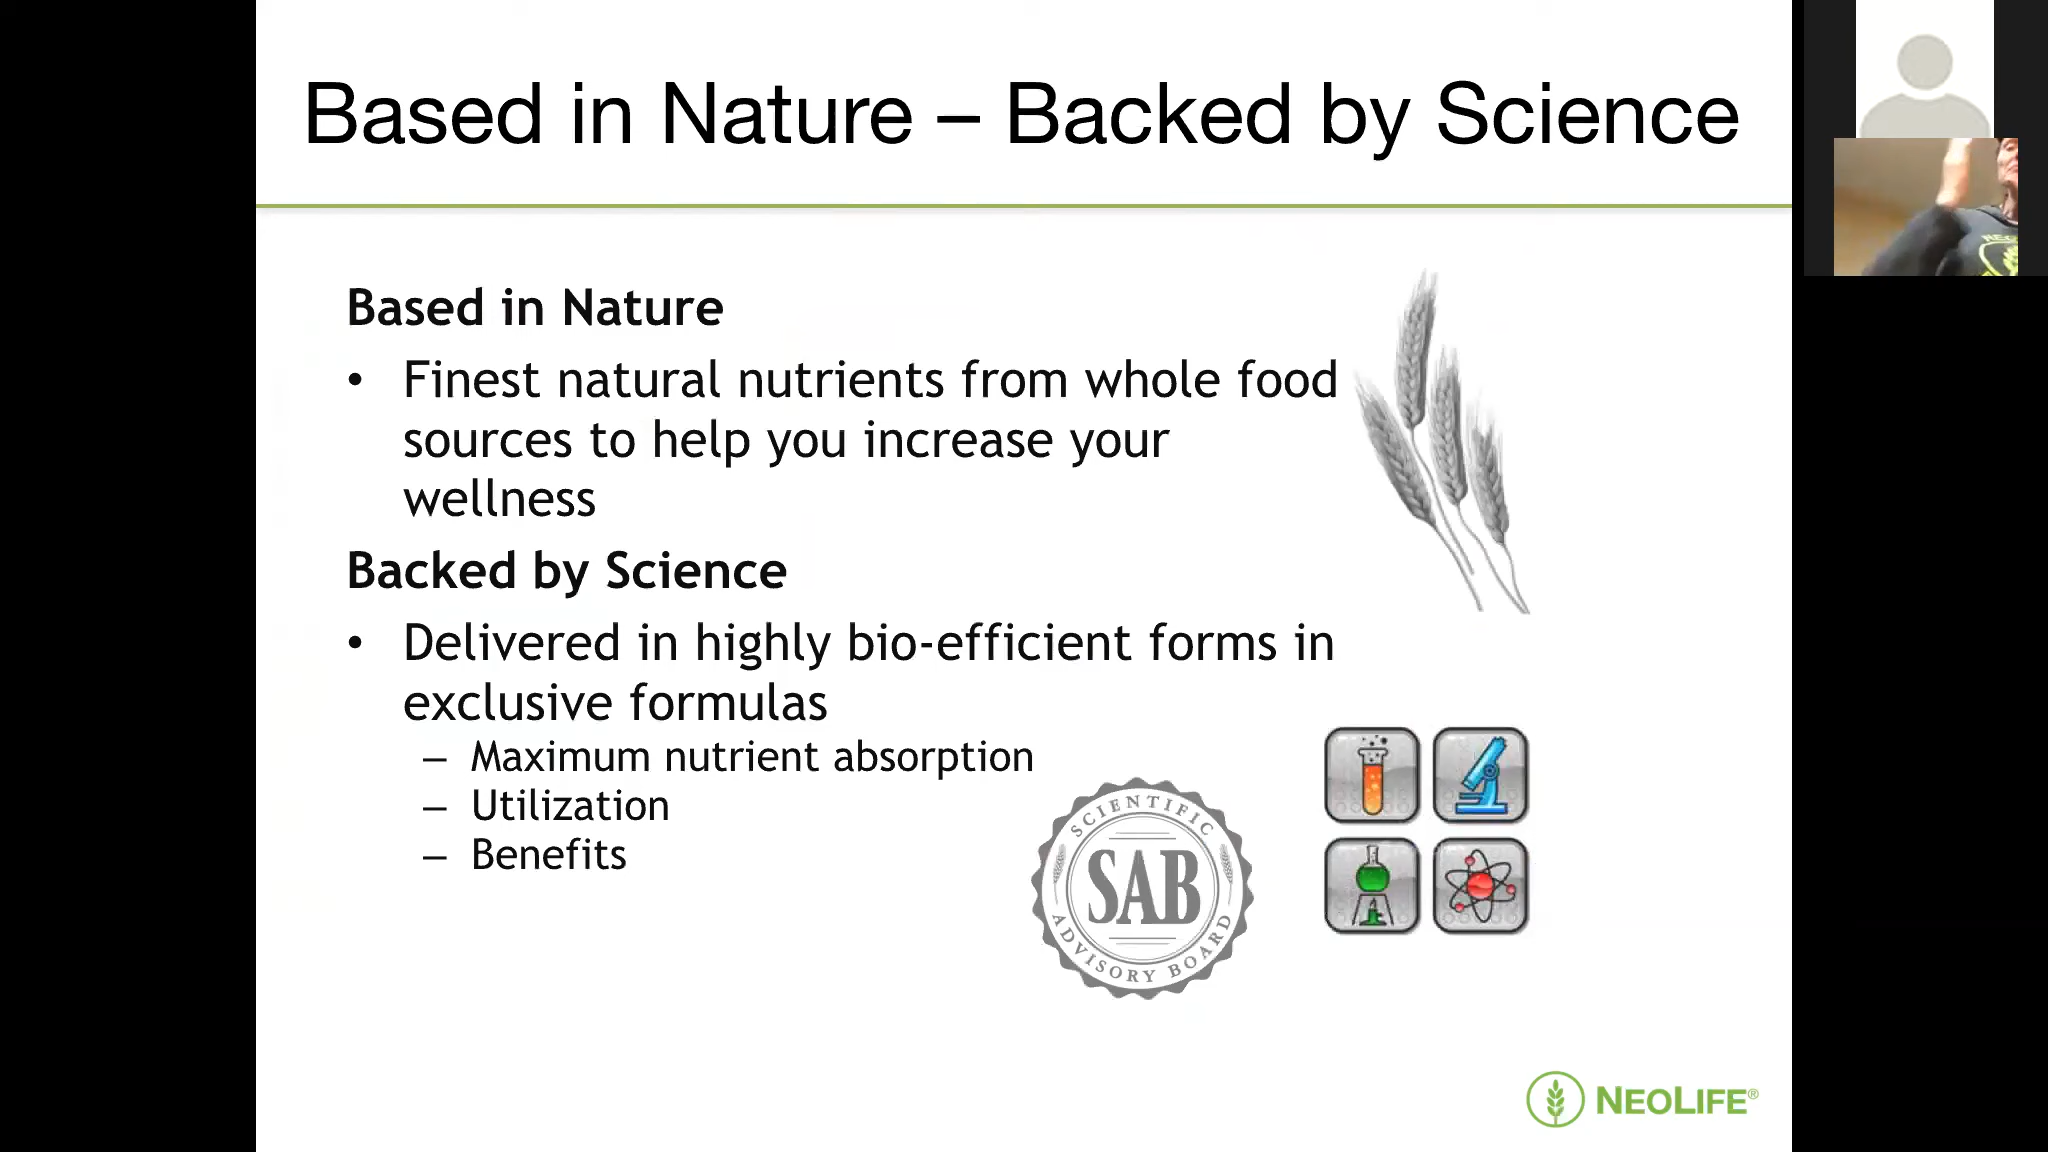 Based in Nature – Backed by Science
Based in Nature
• Finest natural nutrients from whole food
sources to help you increase your
wellness
Backed by Science
• Delivered in highly bio-efficient forms in
exclusive formulas
– Maximum nutrient absorption
– Utilization
– Benefits
SCIENTIFIC
SAB
ADVISORY BOARD
NEOLIFE®